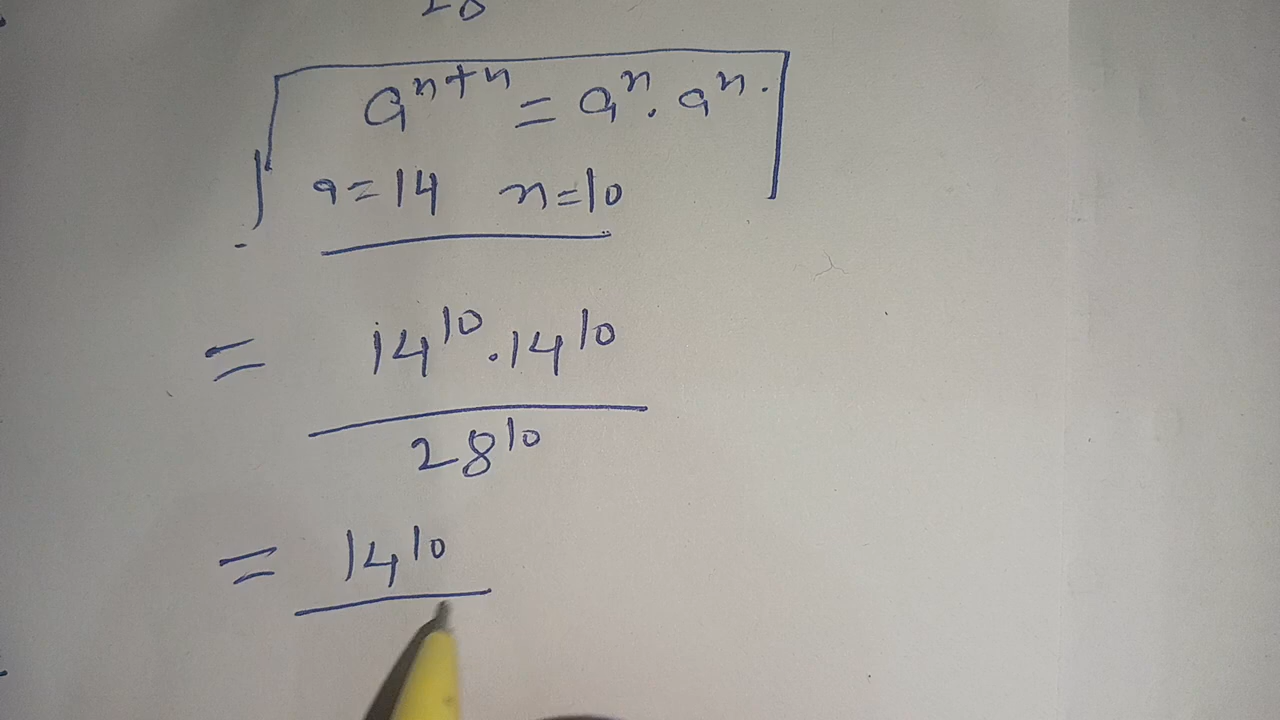 a^{n+n} = a^n . a^n .
a=14 n=10
= 14^{10} . 14^{10}
28^{10}
= 14^{10}